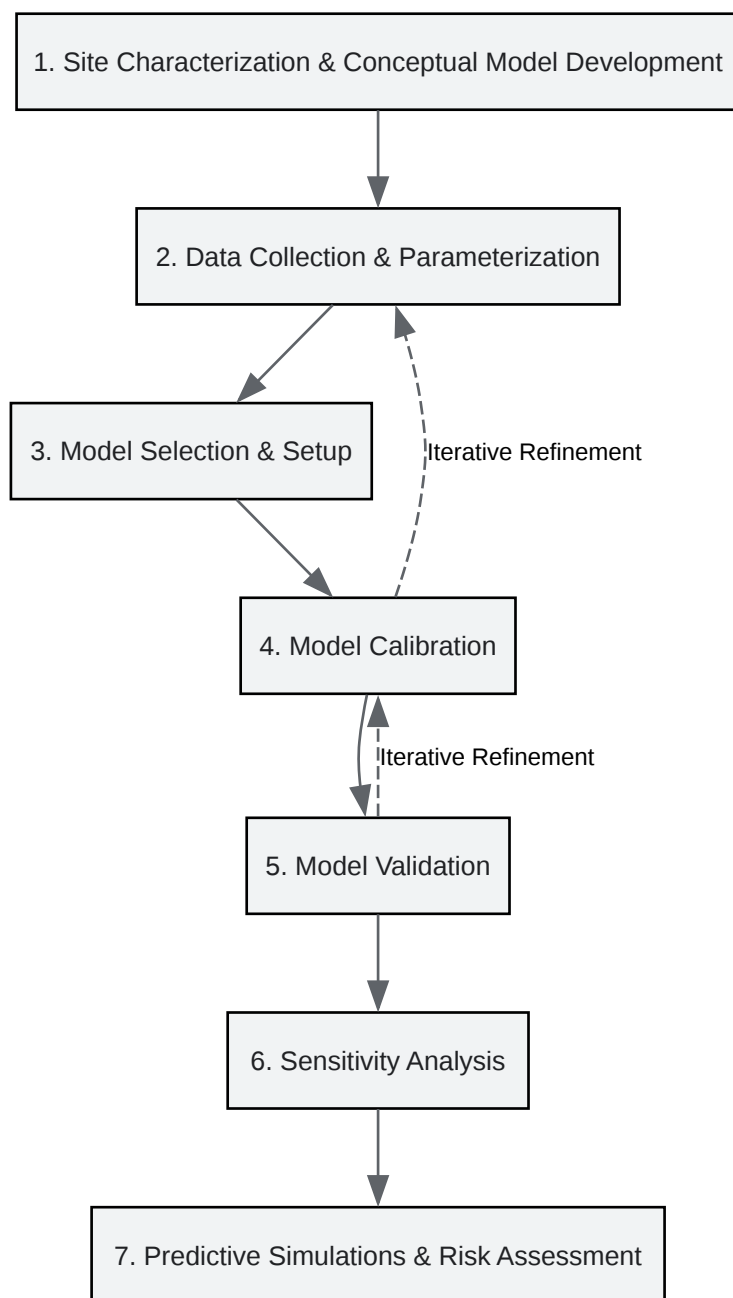 1. Site Characterization & Conceptual Model Development
2. Data Collection & Parameterization
3. Model Selection & Setup
Iterative Refinement
4. Model Calibration
Iterative Refinement
5. Model Validation
6. Sensitivity Analysis
7. Predictive Simulations & Risk Assessment